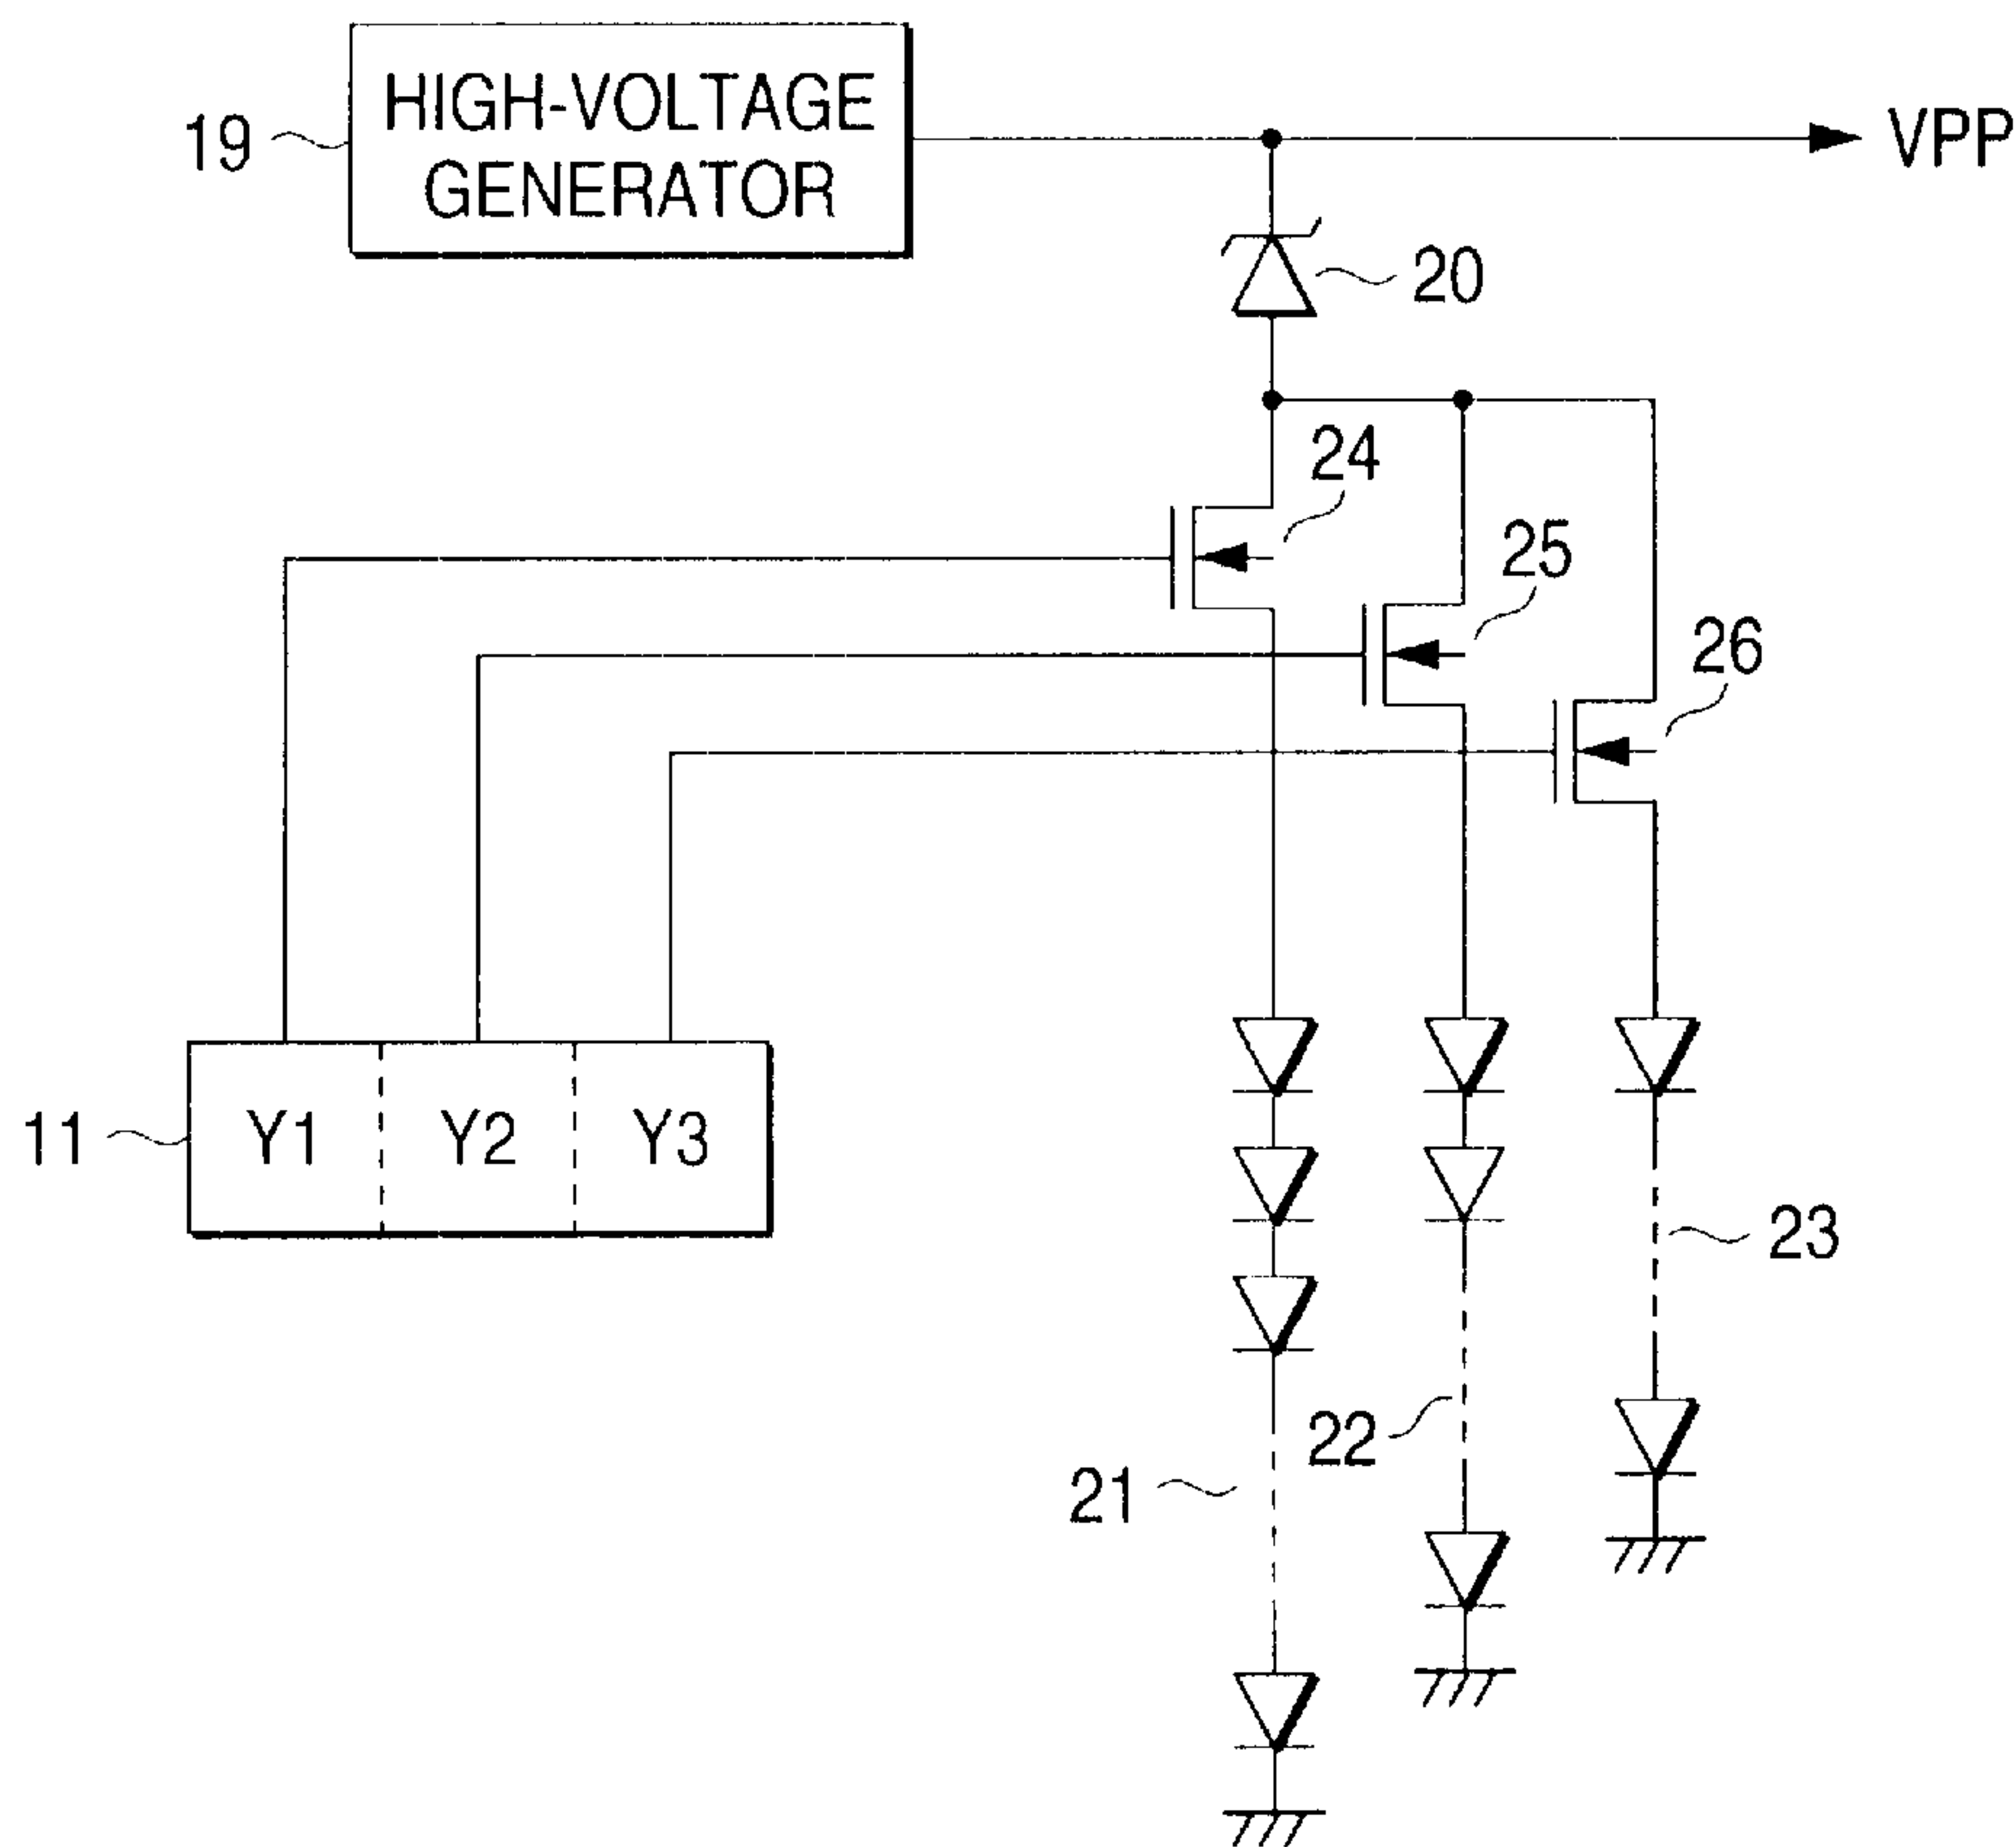 HIGH-VOLTAGE
GENERATOR
19
VPP
20
24
25
26
11
Y1
Y2
Y3
23
22
21